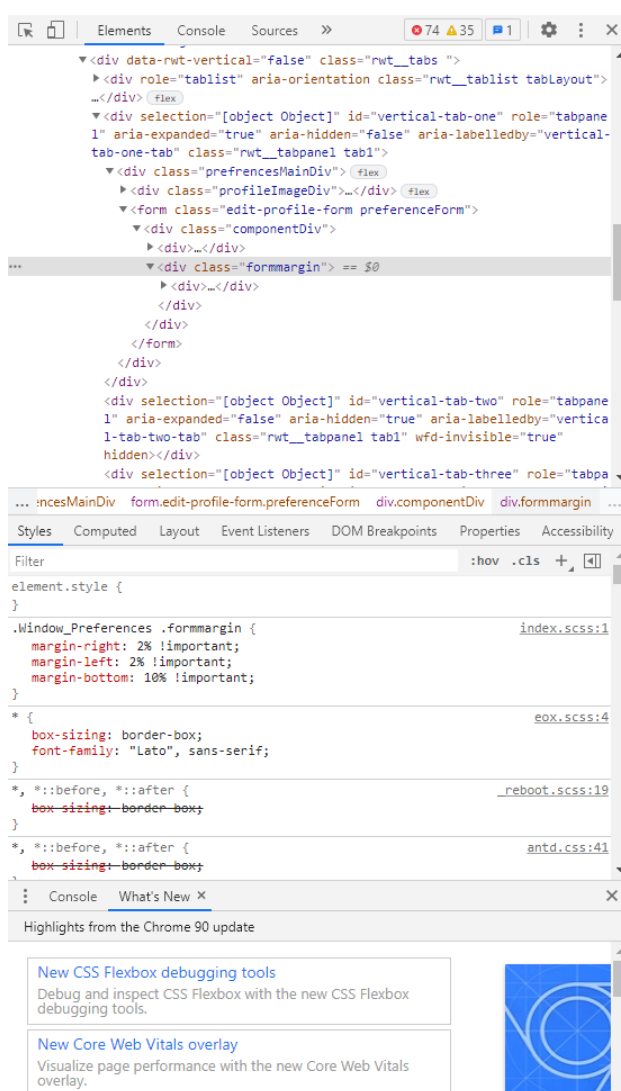 Elements Console Sources » 74 35 1
▼<div data-rwt-vertical="false" class="rwt__tabs ">
▶<div role="tablist" aria-orientation class="rwt__tablist tabLayout">
…</div> flex
▼<div selection="[object Object]" id="vertical-tab-one" role="tabpane
l" aria-expanded="true" aria-hidden="false" aria-labelledby="vertical-
tab-one-tab" class="rwt__tabpanel tab1">
▼<div class="prefrencesMainDiv"> flex
▶<div class="profileImageDiv">…</div> flex
▼<form class="edit-profile-form preferenceForm">
▼<div class="componentDiv">
▶<div>…</div>
… ▼<div class="formmargin"> == $0
▶<div>…</div>
</div>
</div>
</form>
</div>
</div>
<div selection="[object Object]" id="vertical-tab-two" role="tabpane
l" aria-expanded="false" aria-hidden="true" aria-labelledby="vertica
l-tab-two-tab" class="rwt__tabpanel tab1" wfd-invisible="true"
hidden></div>
<div selection="[object Object]" id="vertical-tab-three" role="tabpa
… encesMainDiv form.edit-profile-form.preferenceForm div.componentDiv div.formmargin …
Styles Computed Layout Event Listeners DOM Breakpoints Properties Accessibility
Filter :hov .cls +
element.style {
}
.Window_Preferences .formmargin { index.scss:1
margin-right: 2% !important;
margin-left: 2% !important;
margin-bottom: 10% !important;
}
* { eox.scss:4
box-sizing: border-box;
font-family: "Lato", sans-serif;
}
*, *::before, *::after { _reboot.scss:19
box-sizing: border-box;
}
*, *::before, *::after { antd.css:41
box-sizing: border-box;
Console What's New ×
Highlights from the Chrome 90 update
New CSS Flexbox debugging tools
Debug and inspect CSS Flexbox with the new CSS Flexbox
debugging tools.
New Core Web Vitals overlay
Visualize page performance with the new Core Web Vitals
overlay.